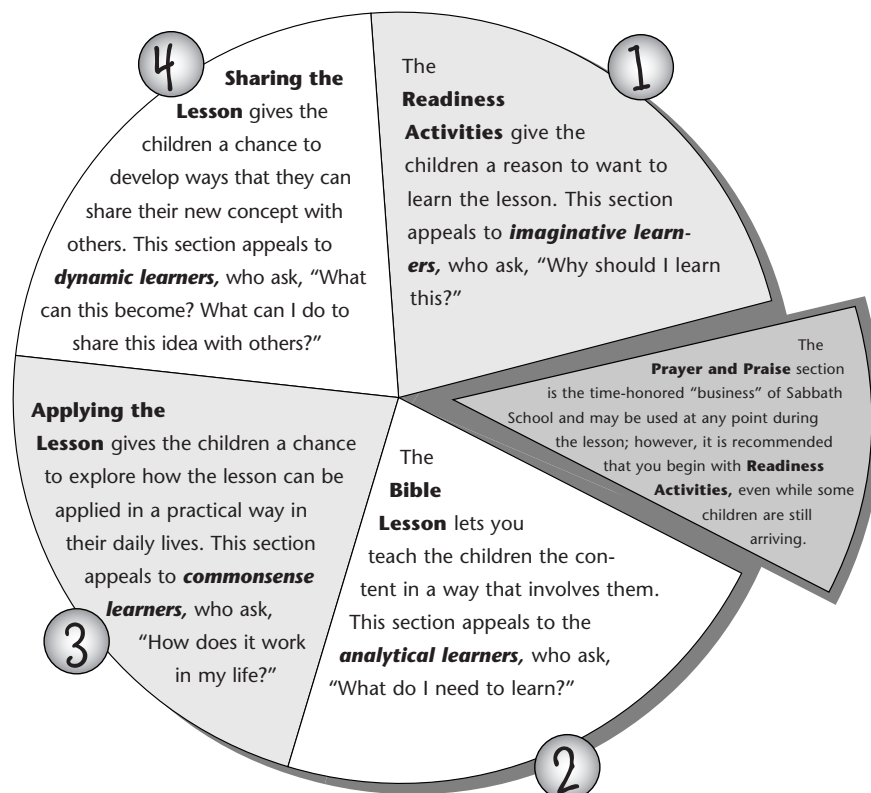 1
The
Readiness
Activities give the
children a reason to want to
learn the lesson. This section
appeals to imaginative learn-
ers, who ask, “Why should I learn
this?”
The
Prayer and Praise section
is the time-honored “business” of Sabbath
School and may be used at any point during
the lesson; however, it is recommended
that you begin with Readiness
Activities, even while some
children are still
arriving.
2
The
Bible
Lesson lets you
teach the children the con-
tent in a way that involves them.
This section appeals to the
analytical learners, who ask,
“What do I need to learn?”
3
Applying the
Lesson gives the children a chance
to explore how the lesson can be
applied in a practical way in
their daily lives. This section
appeals to commonsense
learners, who ask,
“How does it work
in my life?”
4
Sharing the
Lesson gives the
children a chance to
develop ways that they can
share their new concept with
others. This section appeals to
dynamic learners, who ask, “What
can this become? What can I do to
share this idea with others?”